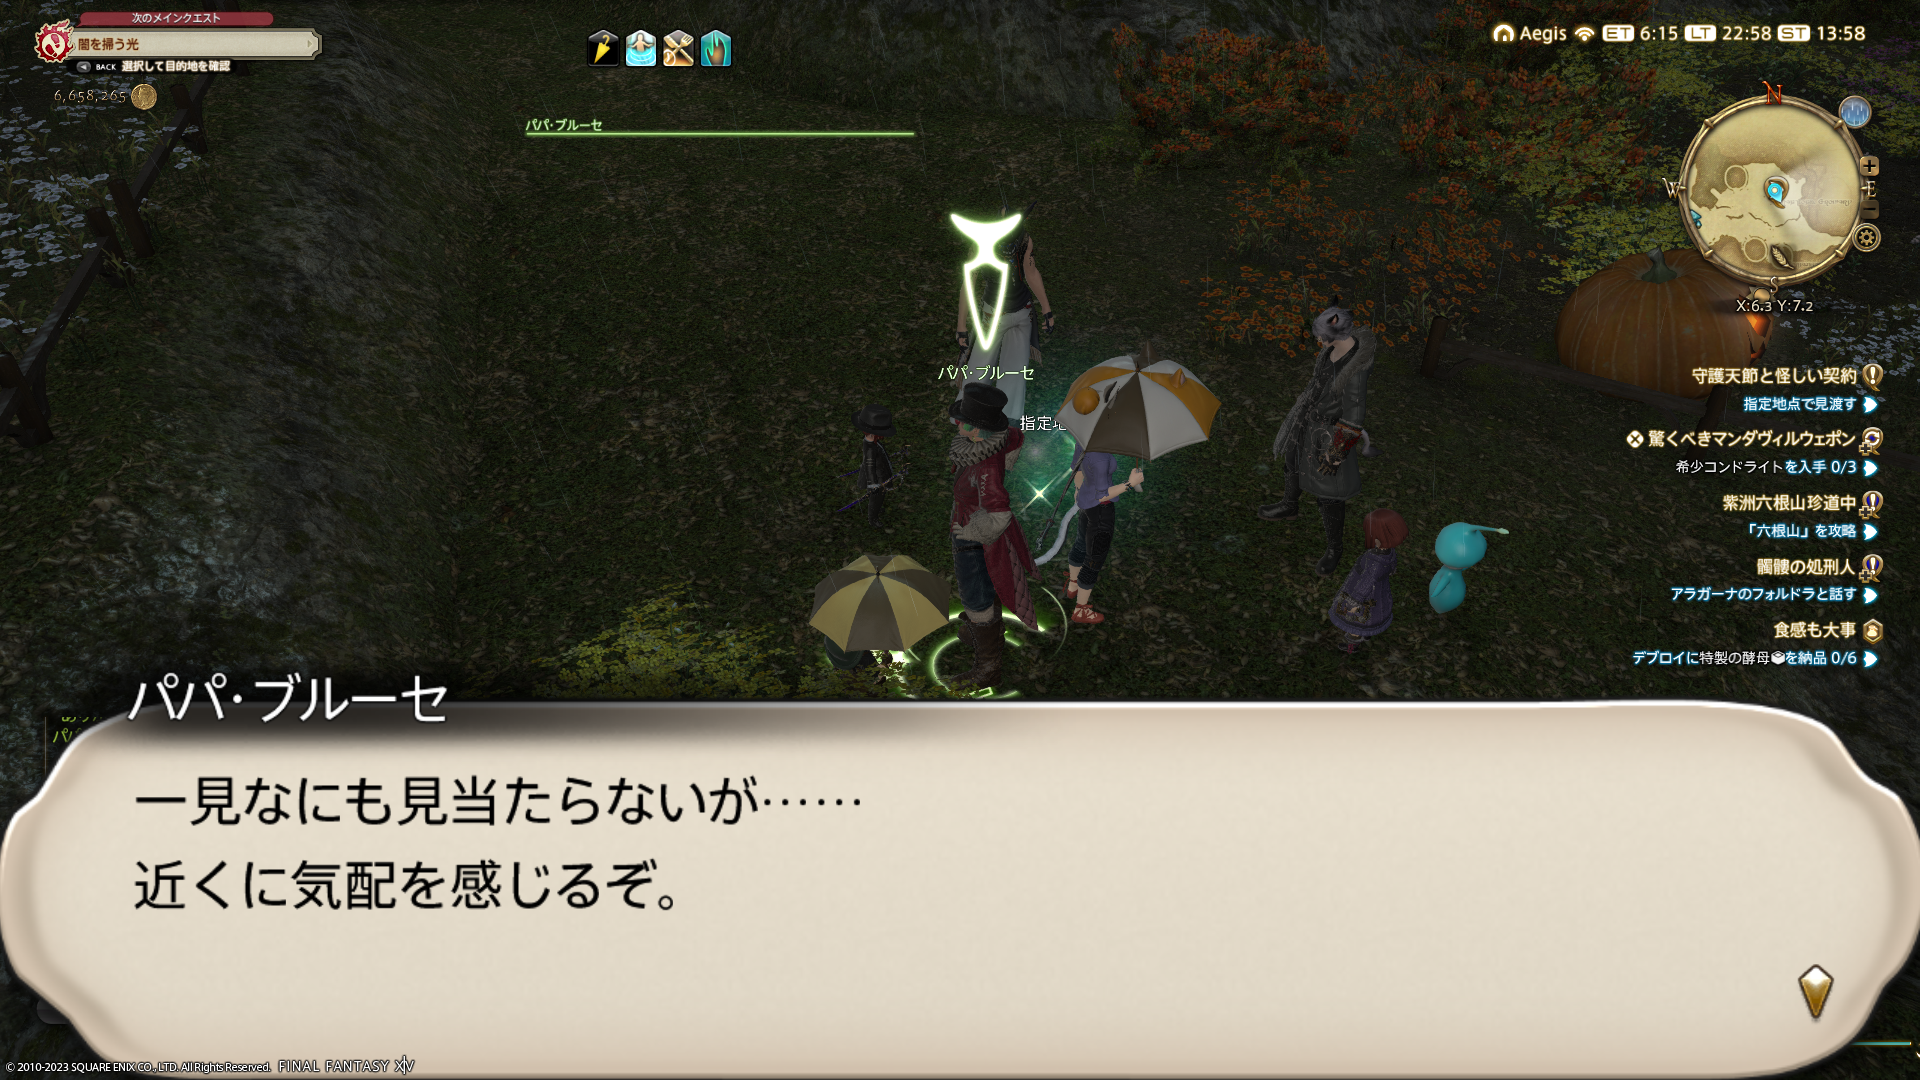 次のメインクエスト
闇を掃う光
BACK 選択して目的地を確認
6,658,265
Aegis ET 6:15 LT 22:58 ST 13:58
パパ・ブルーセ
N
W
E
S
X:6.3 Y:7.2
パパ・ブルーセ
指定地
守護天節と怪しい契約
指定地点で見渡す
驚くべきマンダヴィルウェポン
希少コンドライトを入手 0/3
紫洲六根山珍道中
「六根山」を攻略
髑髏の処刑人
アラガーナのフォルドラと話す
食感も大事
デブロイに特製の酵母を納品 0/6
パパ・ブルーセ
一見なにも見当たらないが……
近くに気配を感じるぞ。
© 2010-2023 SQUARE ENIX CO., LTD. All Rights Reserved. FINAL FANTASY XIV